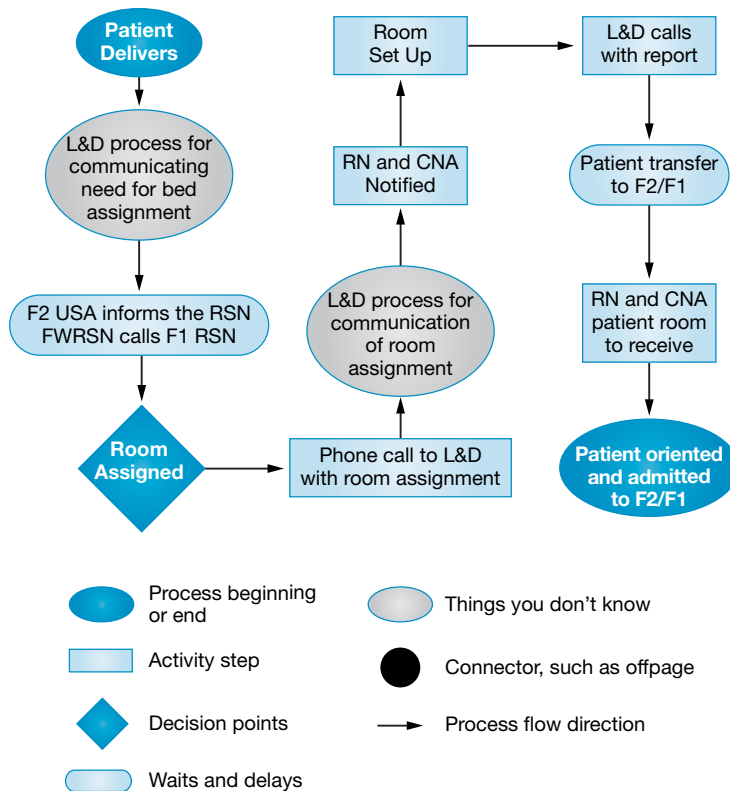 Patient
Delivers
L&D process for
communicating
need for bed
assignment
F2 USA informs the RSN
FWRSN calls F1 RSN
Room
Assigned
Phone call to L&D
with room assignment
L&D process for
communication
of room
assignment
RN and CNA
Notified
Room
Set Up
L&D calls
with report
Patient transfer
to F2/F1
RN and CNA
patient room
to receive
Patient oriented
and admitted
to F2/F1
Process beginning
or end
Activity step
Decision points
Waits and delays
Things you don't know
Connector, such as offpage
Process flow direction